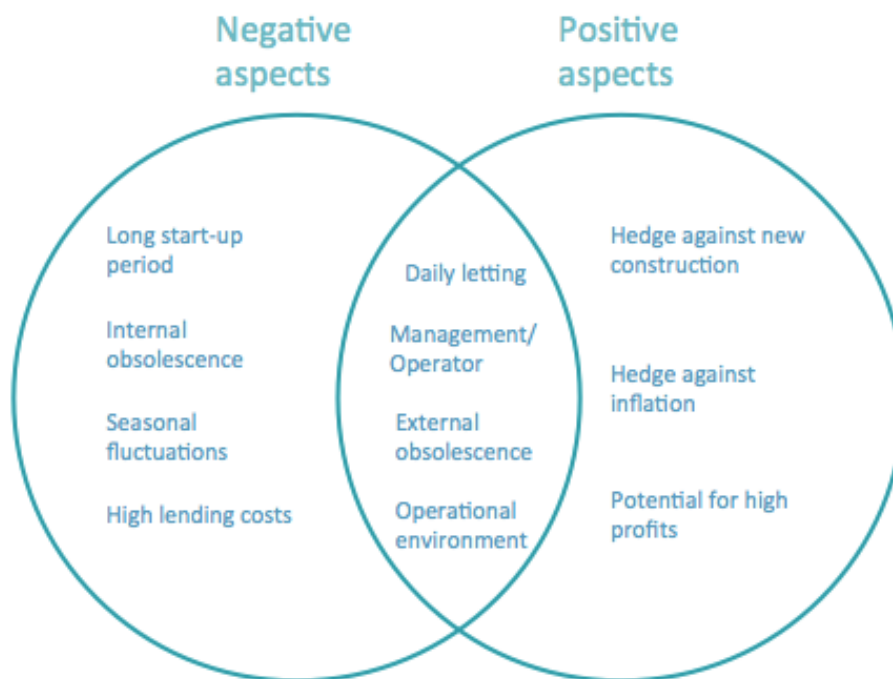 Negative
aspects
Positive
aspects
Long start-up
period
Internal
obsolescence
Seasonal
fluctuations
High lending costs
Daily letting
Management/
Operator
External
obsolescence
Operational
environment
Hedge against new
construction
Hedge against
inflation
Potential for high
profits